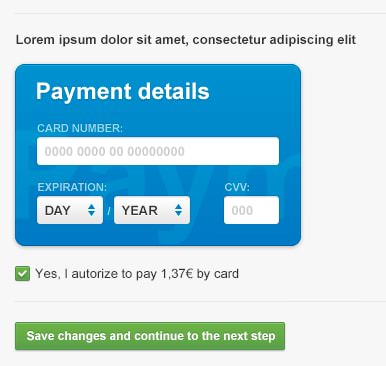 Lorem ipsum dolor sit amet, consectetur adipiscing elit
Payment details
CARD NUMBER:
0000 0000 00 00000000
EXPIRATION: CVV:
DAY / YEAR 000
Paym
Yes, I autorize to pay 1,37€ by card
Save changes and continue to the next step